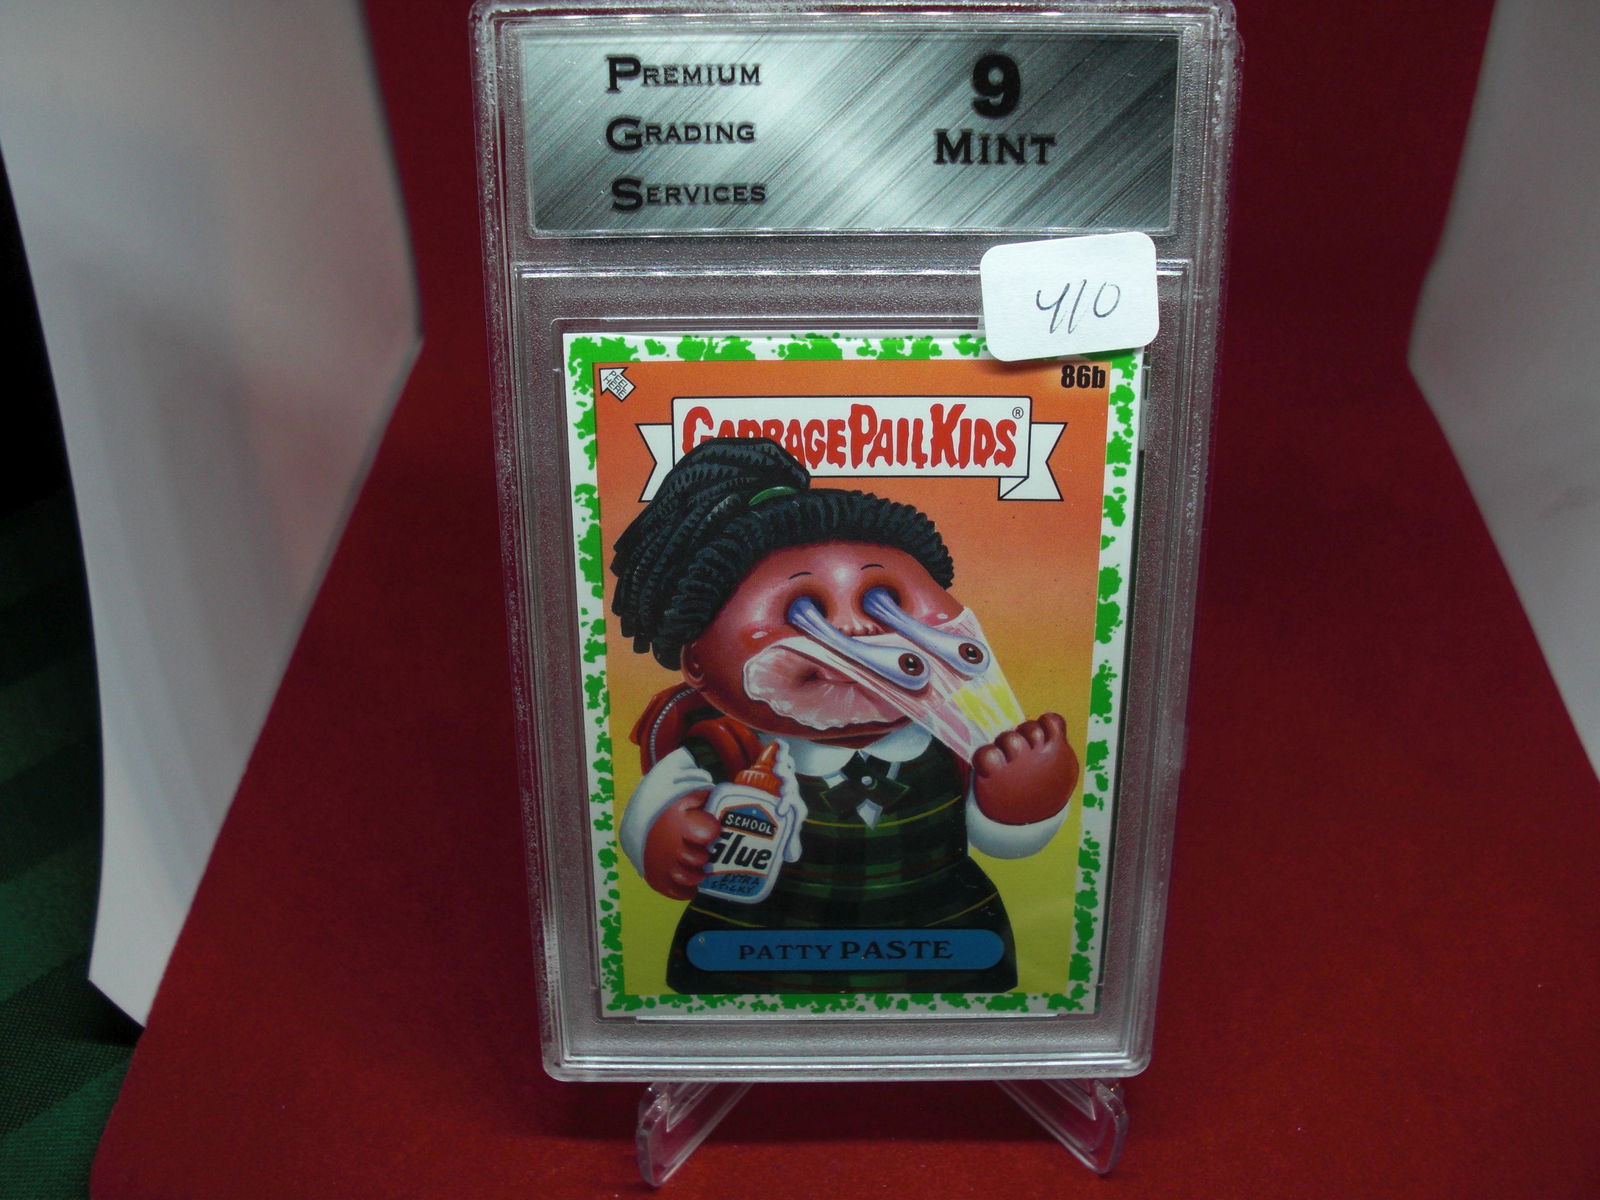 PREMIUM
GRADING
SERVICES
9
MINT
410
86b
PEEL
HERE
GARBAGE PAIL KIDS®
SCHOOL
Glue
EXTRA
STICKY
PATTY PASTE